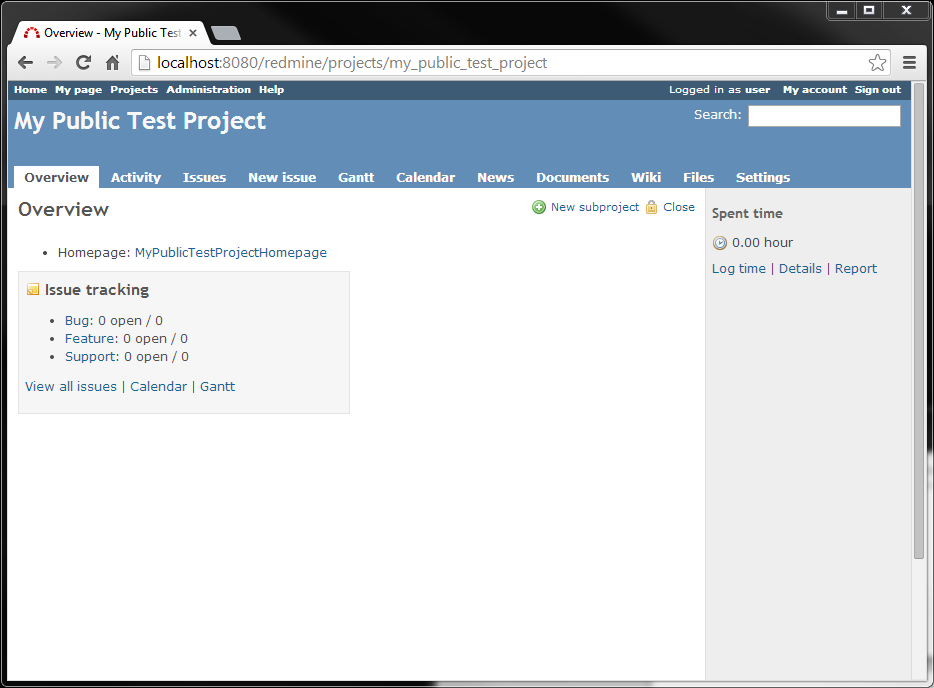 Overview - My Public Test
localhost:8080/redmine/projects/my_public_test_project
Home My page Projects Administration Help Logged in as user My account Sign out
My Public Test Project Search:
Overview Activity Issues New issue Gantt Calendar News Documents Wiki Files Settings
Overview New subproject Close
Homepage: MyPublicTestProjectHomepage
Issue tracking
Bug: 0 open / 0
Feature: 0 open / 0
Support: 0 open / 0
View all issues | Calendar | Gantt
Spent time
0.00 hour
Log time | Details | Report